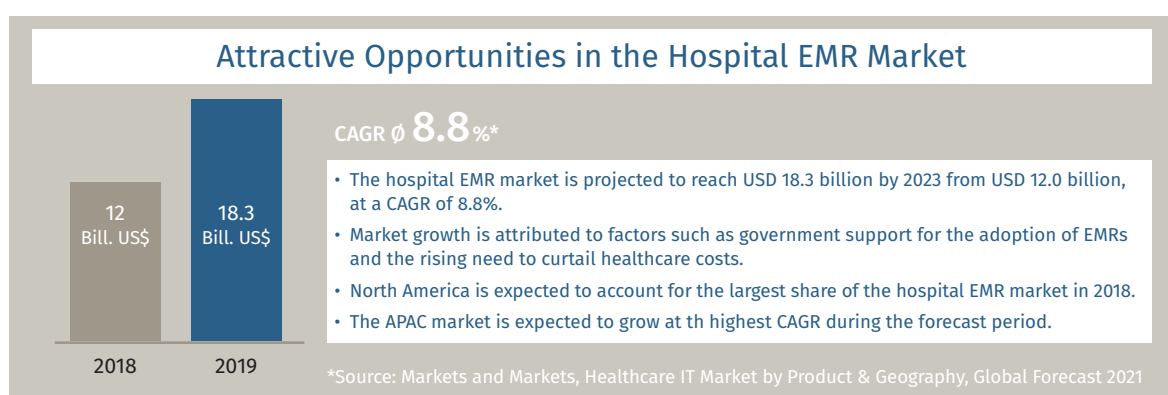 Attractive Opportunities in the Hospital EMR Market
CAGR Ø 8.8%*
12
Bill. US$
18.3
Bill. US$
2018
2019
• The hospital EMR market is projected to reach USD 18.3 billion by 2023 from USD 12.0 billion,
at a CAGR of 8.8%.
• Market growth is attributed to factors such as government support for the adoption of EMRs
and the rising need to curtail healthcare costs.
• North America is expected to account for the largest share of the hospital EMR market in 2018.
• The APAC market is expected to grow at th highest CAGR during the forecast period.
*Source: Markets and Markets, Healthcare IT Market by Product & Geography, Global Forecast 2021